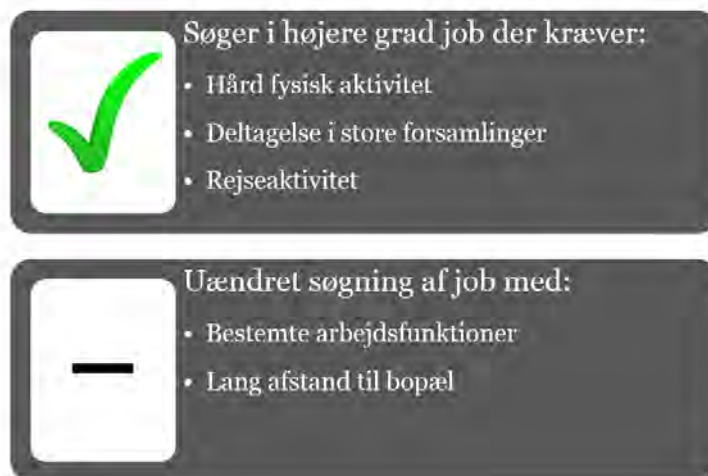 Søger i højere grad job der kræver:
• Hård fysisk aktivitet
• Deltagelse i store forsamlinger
• Rejseaktivitet
Uændret søgning af job med:
• Bestemte arbejdsfunktioner
• Lang afstand til bopæl